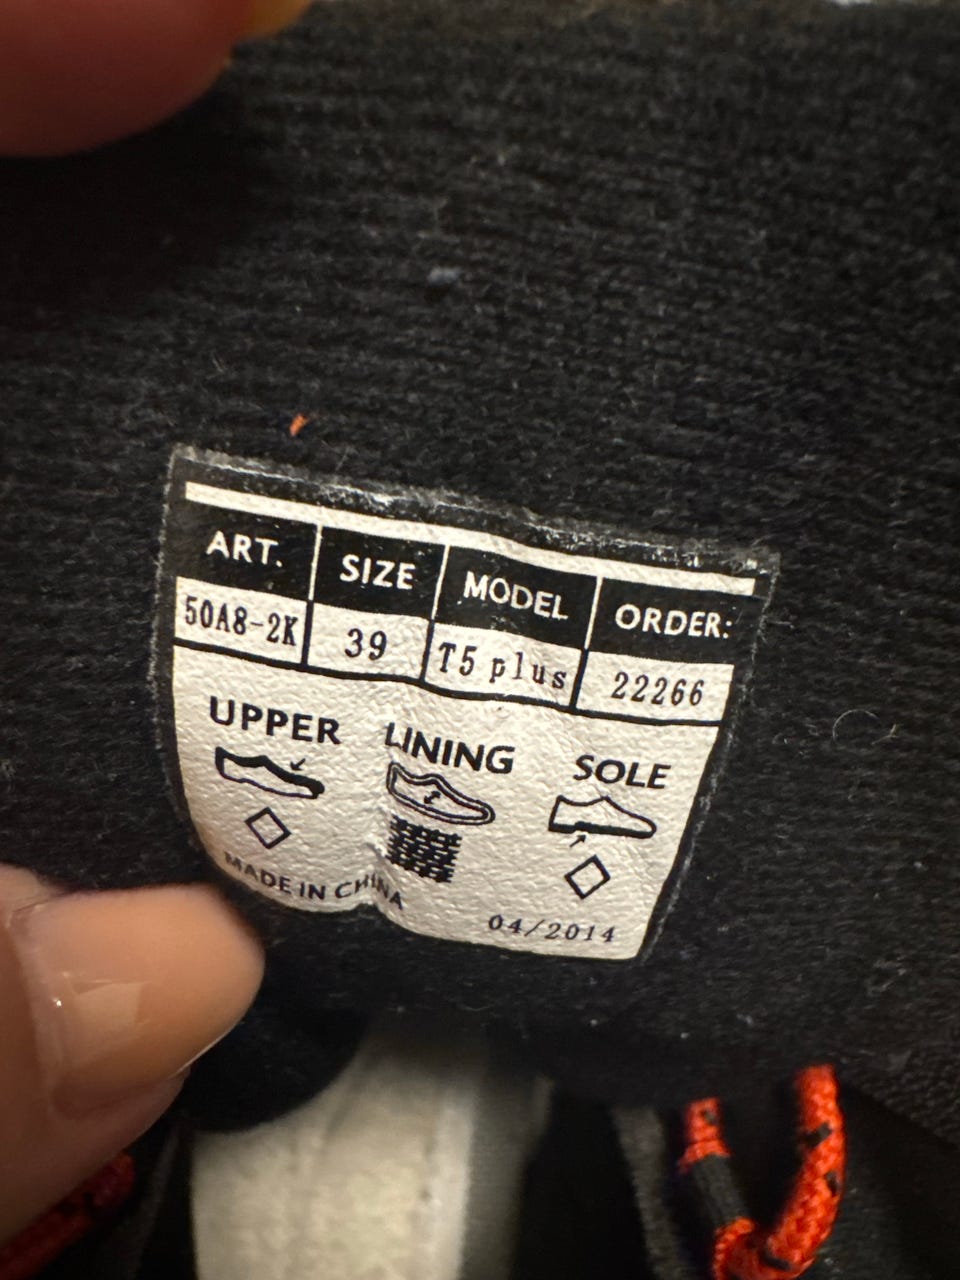 ART. SIZE MODEL ORDER:
50A8-2K 39 T5 plus 22266
UPPER LINING SOLE
MADE IN CHINA
04/2014